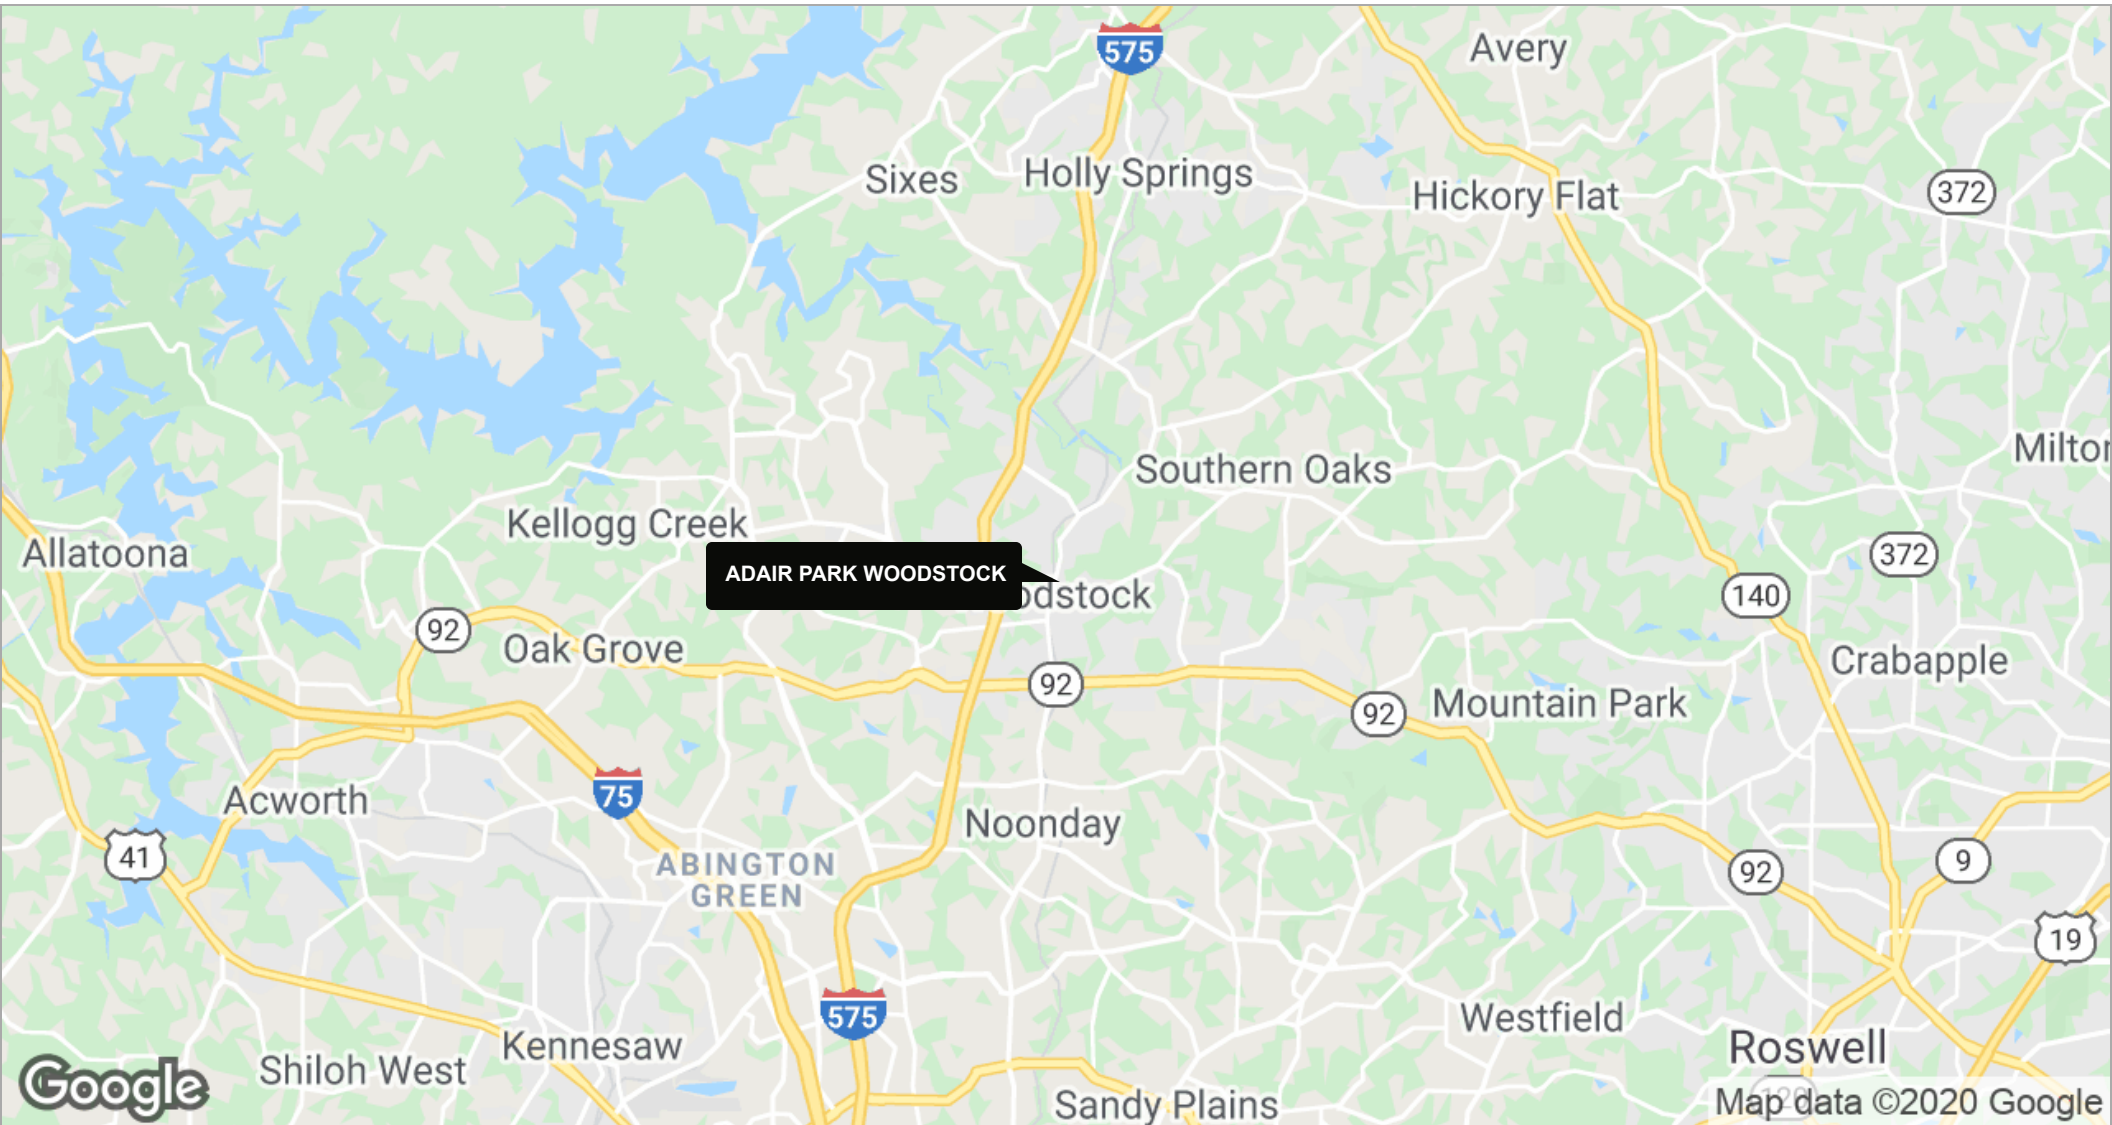 575
Avery
Sixes
Holly Springs
Hickory Flat
372
Milton
Southern Oaks
Kellogg Creek
Allatoona
372
ADAIR PARK WOODSTOCK
odstock
140
92
Oak Grove
Crabapple
92
92
Mountain Park
75
Acworth
Noonday
41
ABINGTON
GREEN
92
9
19
575
Westfield
Kennesaw
Roswell
Shiloh West
Google
Sandy Plains
Map data ©2020 Google